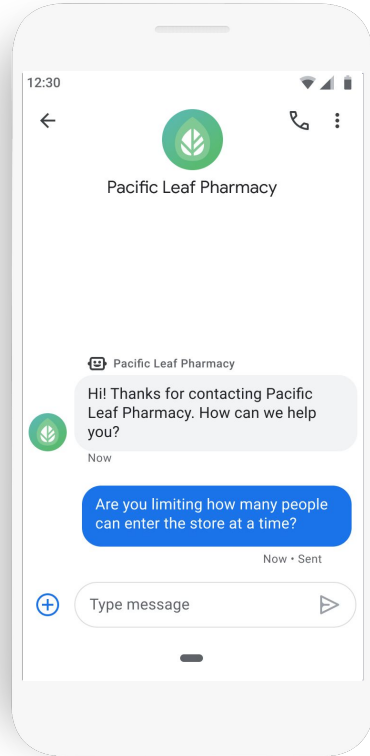 12:30
Pacific Leaf Pharmacy
Pacific Leaf Pharmacy
Hi! Thanks for contacting Pacific
Leaf Pharmacy. How can we help
you?
Now
Are you limiting how many people
can enter the store at a time?
Now • Sent
Type message